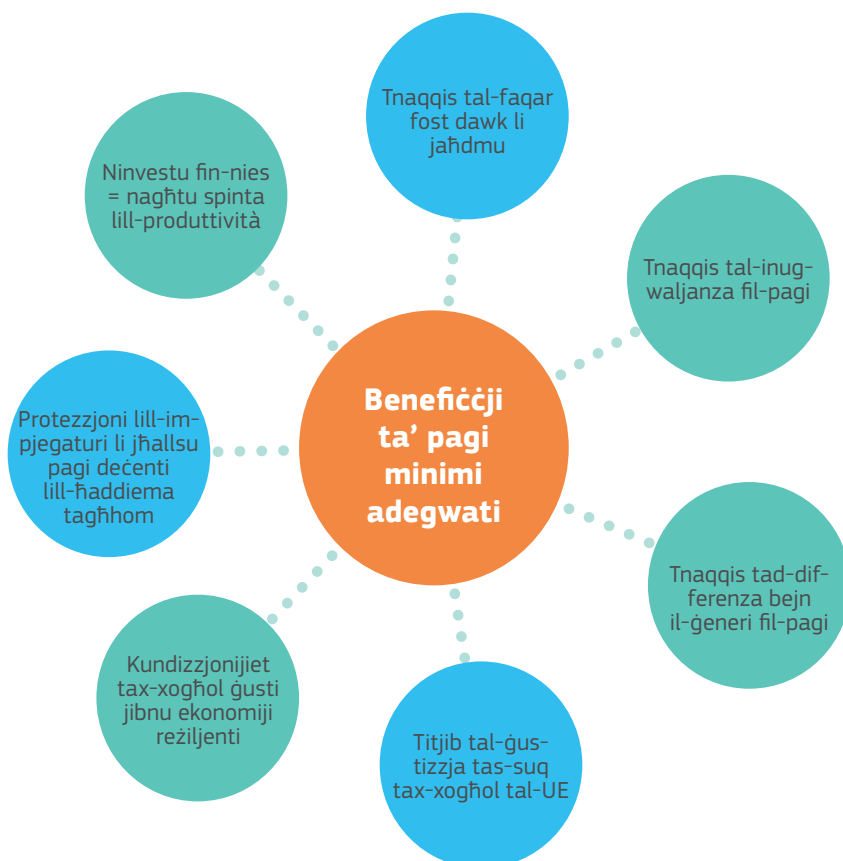 Tnaqqis tal-faqar
fost dawk li
jaħdmu
Ninvestu fin-nies
= nagħtu spinta
lill-produttività
Tnaqqis tal-inug-
waljanza fil-pagi
Benefiċċji
ta’ pagi
minimi
adegwati
Protezzjoni lill-im-
pjegaturi li jħallsu
pagi deċenti
lill-ħaddiema
tagħhom
Tnaqqis tad-dif-
ferenza bejn
il-ġeneri fil-pagi
Kundizzjonijiet
tax-xogħol ġusti
jibnu ekonomiji
reżiljenti
Titjib tal-ġus-
tizzja tas-suq
tax-xogħol tal-UE